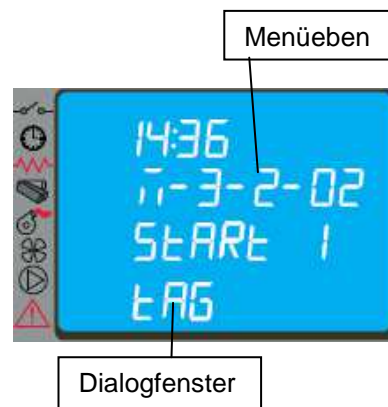 Menüeben
14:36
n-3-2-02
StARt 1
tAG
Dialogfenster